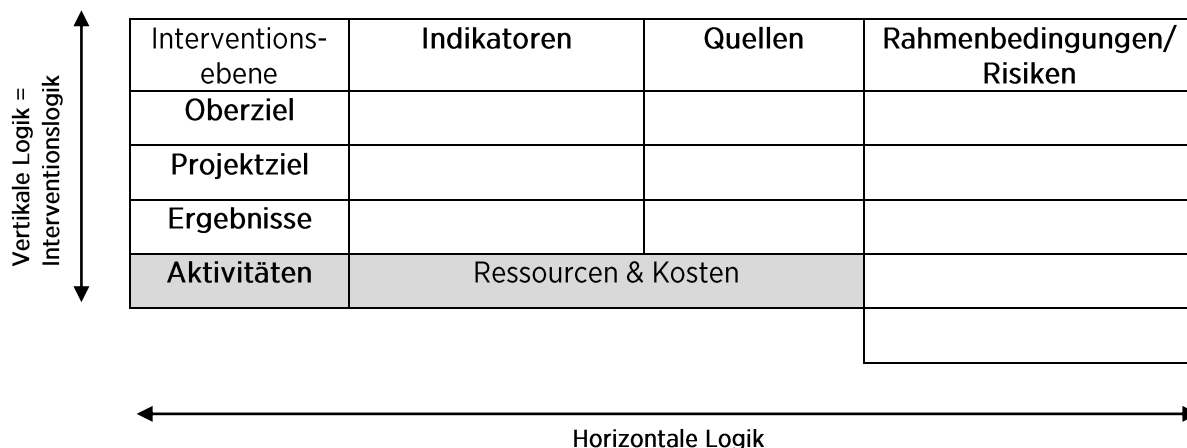 Vertikale Logik =
Interventionslogik
Interventions-
ebene
Indikatoren
Quellen
Rahmenbedingungen/
Risiken
Oberziel
Projektziel
Ergebnisse
Aktivitäten
Ressourcen & Kosten
Horizontale Logik